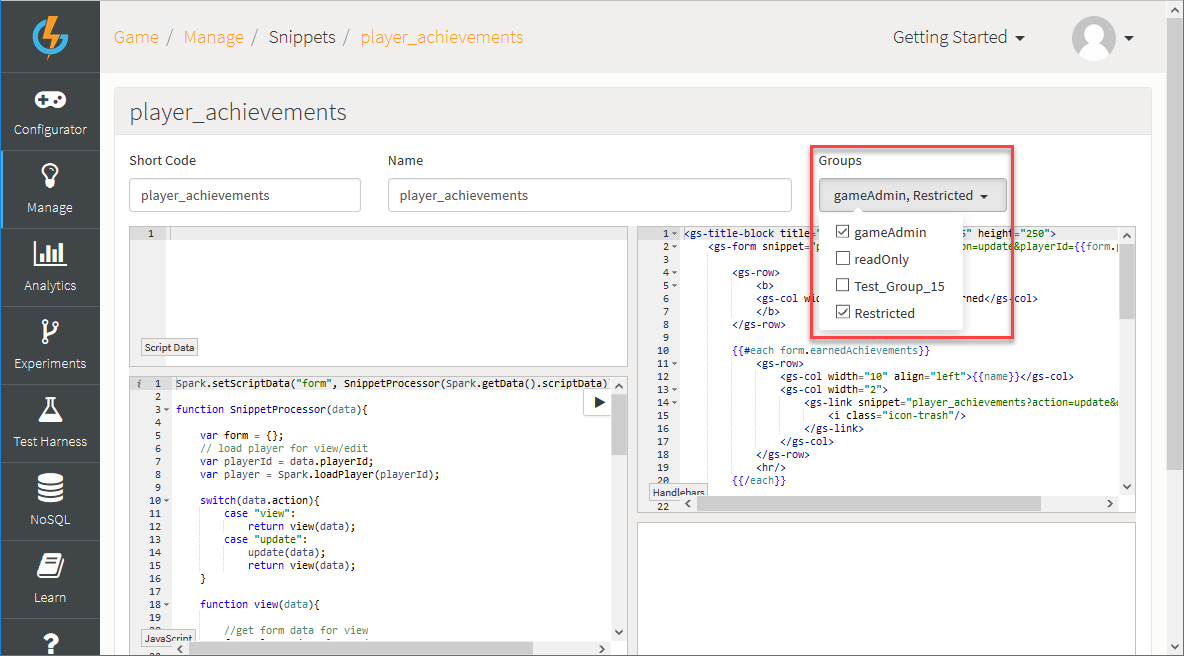 Game / Manage / Snippets / player_achievements
Getting Started
Configurator
Manage
Analytics
Experiments
Test Harness
NoSQL
Learn
?
player_achievements
Short Code
Name
Groups
player_achievements
player_achievements
gameAdmin, Restricted
gameAdmin
readOnly
Test_Group_15
Restricted
1
Script Data
i 1 Spark.setScriptData("form", SnippetProcessor(Spark.getData().scriptData)
2
3 function SnippetProcessor(data){
4
5 var form = {};
6 // load player for view/edit
7 var playerId = data.playerId;
8 var player = Spark.loadPlayer(playerId);
9
10 switch(data.action){
11 case "view":
12 return view(data);
13 case "update":
14 update(data);
15 return view(data);
16 }
17
18 function view(data){
19
//get form data for view
JavaScript
1 <gs-title-block title=" " height="250">
2 <gs-form snippet="p on=update&playerId={{form.
3
4 <gs-row>
5 <b>
6 <gs-col wid rned</gs-col>
7 </b>
8 </gs-row>
9
10 {{#each form.earnedAchievements}}
11 <gs-row>
12 <gs-col width="10" align="left">{{name}}</gs-col>
13 <gs-col width="2">
14 <gs-link snippet="player_achievements?action=update&
15 <i class="icon-trash"/>
16 </gs-link>
17 </gs-col>
18 </gs-row>
19 <hr/>
20 {{/each}}
Handlebars
22